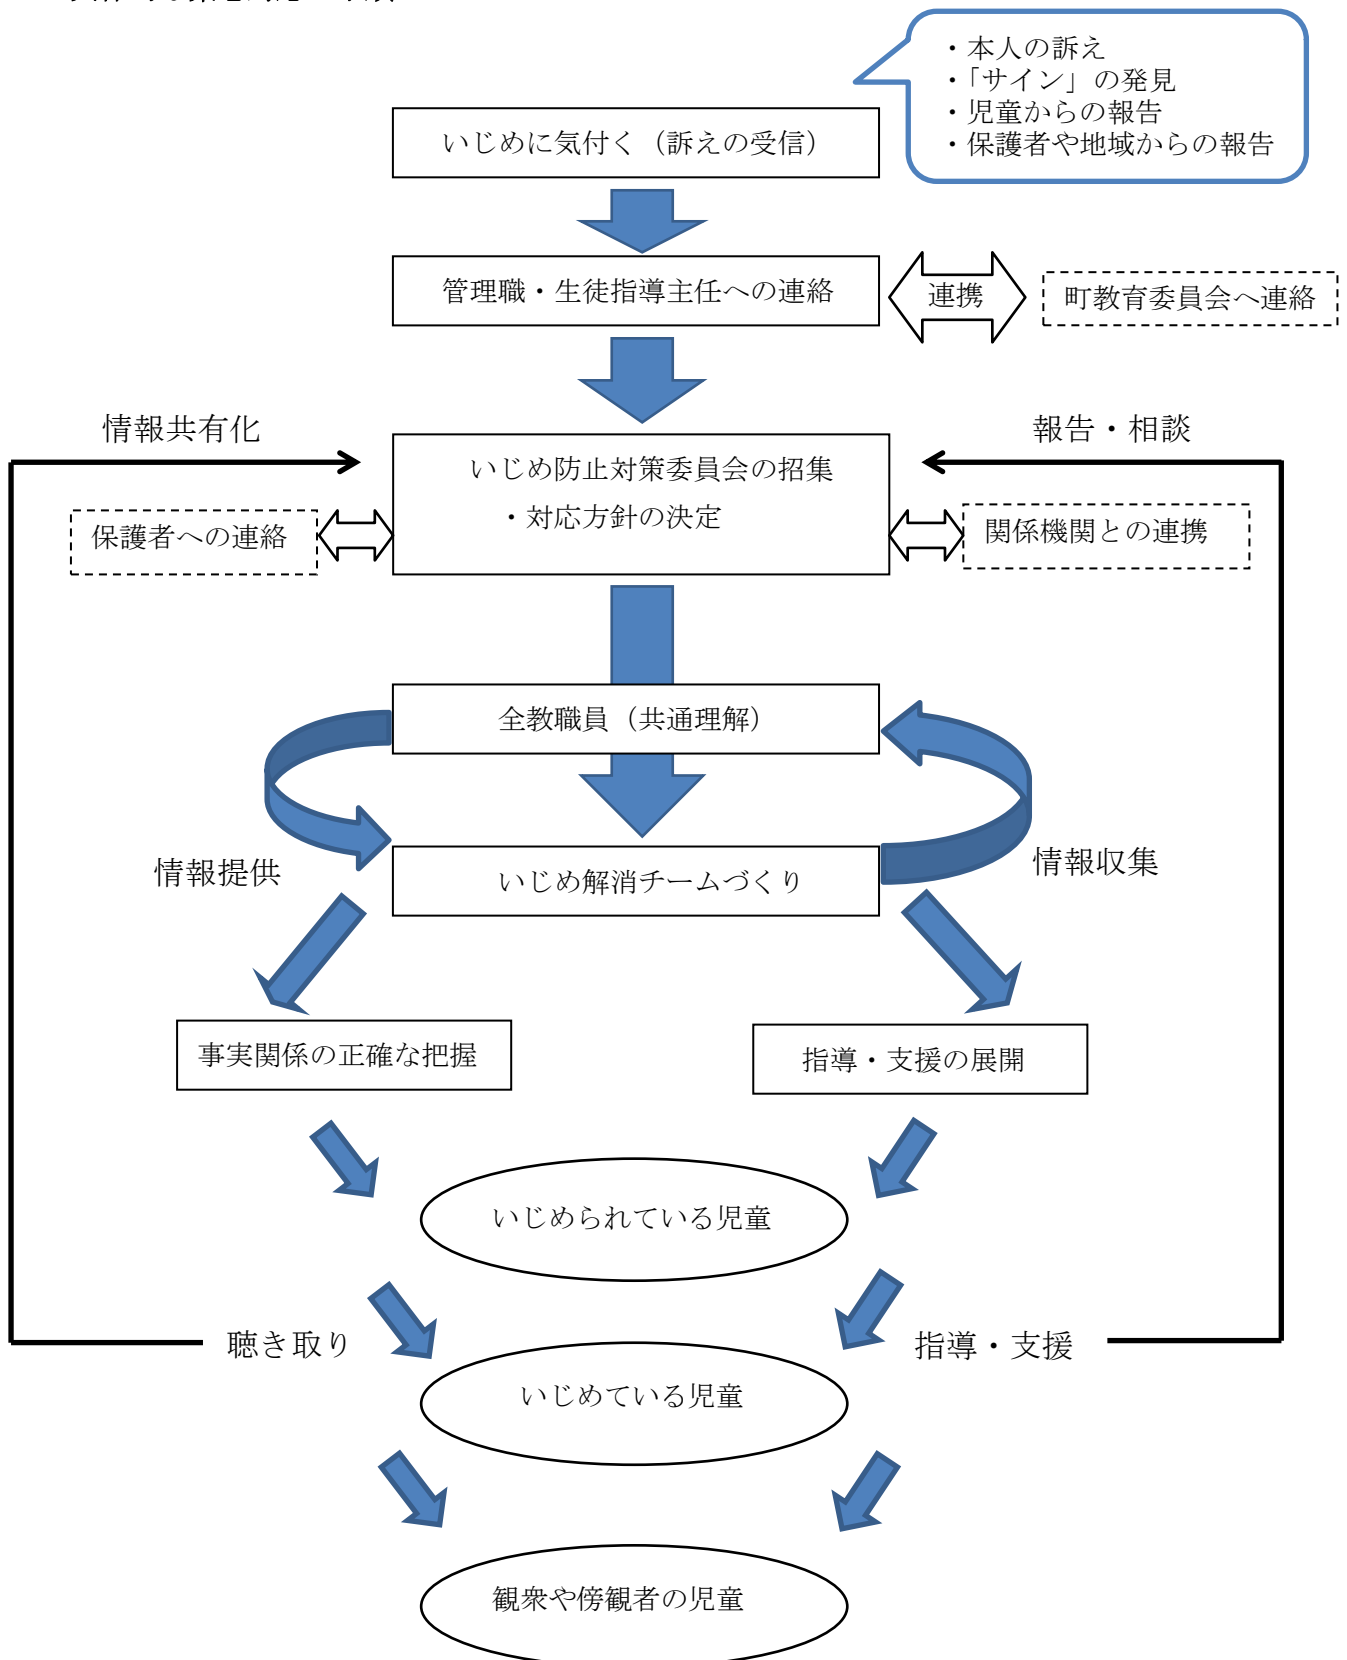 ・本人の訴え
・「サイン」の発見
・児童からの報告
・保護者や地域からの報告
いじめに気付く（訴えの受信）
管理職・生徒指導主任への連絡
連携
町教育委員会へ連絡
情報共有化
報告・相談
いじめ防止対策委員会の招集
・対応方針の決定
保護者への連絡
関係機関との連携
全教職員（共通理解）
情報提供
いじめ解消チームづくり
情報収集
事実関係の正確な把握
指導・支援の展開
いじめられている児童
聴き取り
指導・支援
いじめている児童
観衆や傍観者の児童